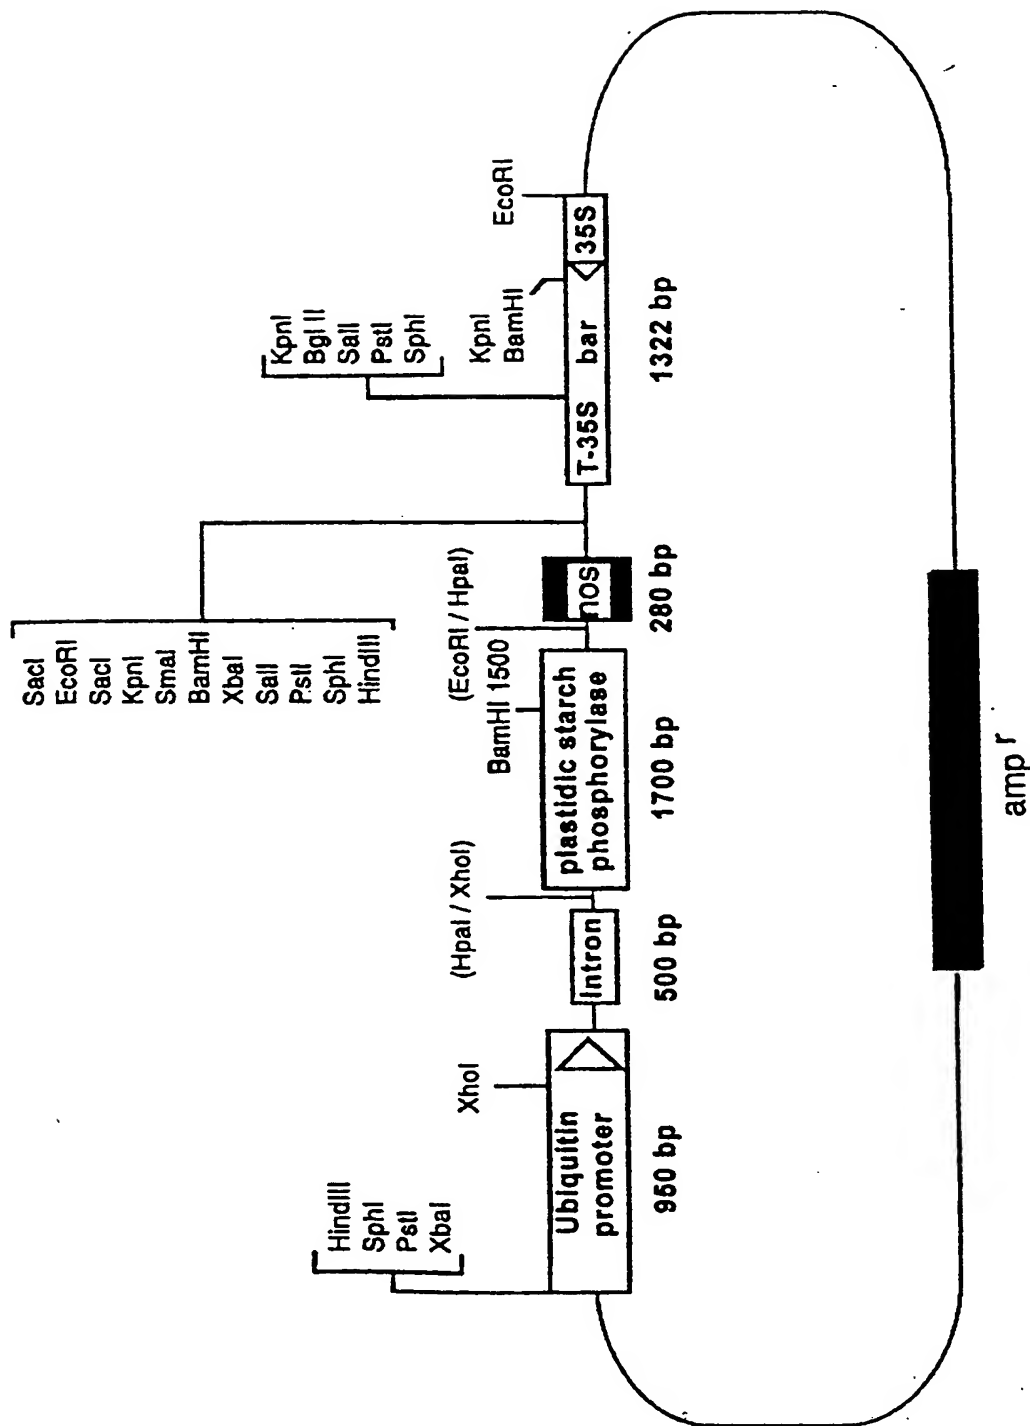 HindIII
SphI
PstI
XbaI
XhoI
(HpaI / XhoI)
BamHI 1500
(EcoRI / HpaI)
SacI
EcoRI
SacI
KpnI
SmaI
BamHI
XbaI
SalI
PstI
SphI
HindIII
KpnI
Bgl II
SalI
PstI
SphI
KpnI
BamHI
EcoRI
Ubiquitin
promoter
Intron
plastidic starch
phosphorylase
nos
T-35S bar 35S
950 bp
500 bp
1700 bp
280 bp
1322 bp
amp r